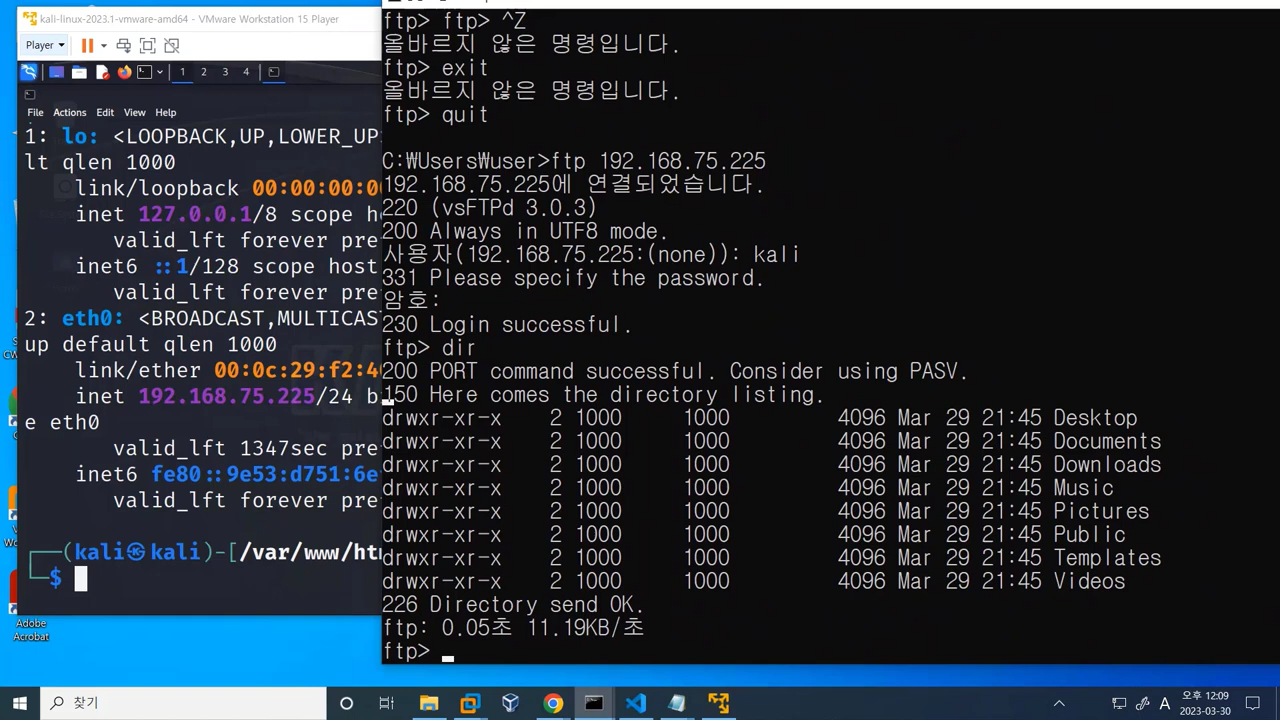 kali-linux-2023.1-vmware-amd64 - VMware Workstation 15 Player
Player
1 2 3 4
File Actions Edit View Help
1: lo: <LOOPBACK,UP,LOWER_UP>
lt qlen 1000
link/loopback 00:00:00:00
inet 127.0.0.1/8 scope ho
valid_lft forever pre
inet6 ::1/128 scope host
valid_lft forever pre
2: eth0: <BROADCAST,MULTICAS
up default qlen 1000
link/ether 00:0c:29:f2:4
inet 192.168.75.225/24 b
e eth0
valid_lft 1347sec pre
inet6 fe80::9e53:d751:6e
valid_lft forever pre
┌──(kali㉿kali)-[/var/www/ht
└─$
Adobe
Acrobat
ftp> ftp> ^Z
올바르지 않은 명령입니다.
ftp> exit
올바르지 않은 명령입니다.
ftp> quit
C:₩Users₩user>ftp 192.168.75.225
192.168.75.225에 연결되었습니다.
220 (vsFTPd 3.0.3)
200 Always in UTF8 mode.
사용자(192.168.75.225:(none)): kali
331 Please specify the password.
암호:
230 Login successful.
ftp> dir
200 PORT command successful. Consider using PASV.
150 Here comes the directory listing.
drwxr-xr-x 2 1000 1000 4096 Mar 29 21:45 Desktop
drwxr-xr-x 2 1000 1000 4096 Mar 29 21:45 Documents
drwxr-xr-x 2 1000 1000 4096 Mar 29 21:45 Downloads
drwxr-xr-x 2 1000 1000 4096 Mar 29 21:45 Music
drwxr-xr-x 2 1000 1000 4096 Mar 29 21:45 Pictures
drwxr-xr-x 2 1000 1000 4096 Mar 29 21:45 Public
drwxr-xr-x 2 1000 1000 4096 Mar 29 21:45 Templates
drwxr-xr-x 2 1000 1000 4096 Mar 29 21:45 Videos
226 Directory send OK.
ftp: 0.05초 11.19KB/초
ftp>
찾기
A
오후 12:09
2023-03-30